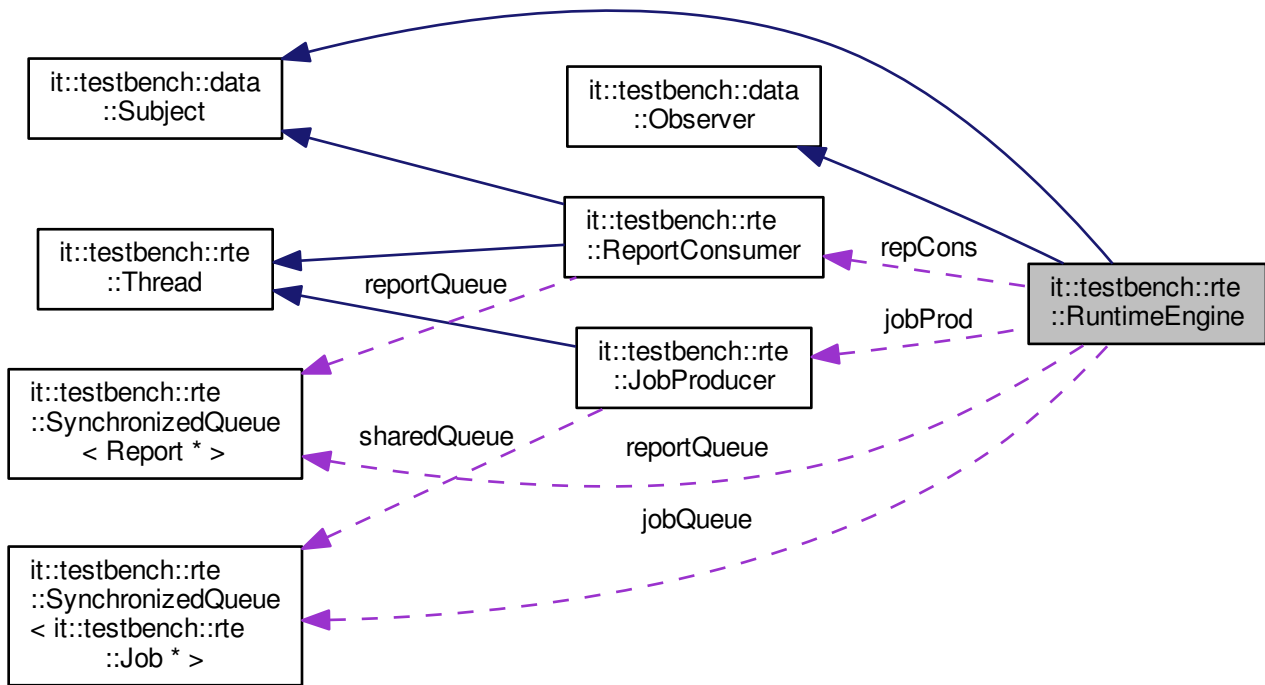 it::testbench::data
::Subject
it::testbench::data
::Observer
it::testbench::rte
::ReportConsumer
repCons
it::testbench::rte
::Thread
reportQueue
it::testbench::rte
::RuntimeEngine
jobProd
it::testbench::rte
::JobProducer
it::testbench::rte
::SynchronizedQueue
< Report * >
sharedQueue
reportQueue
jobQueue
it::testbench::rte
::SynchronizedQueue
< it::testbench::rte
::Job * >